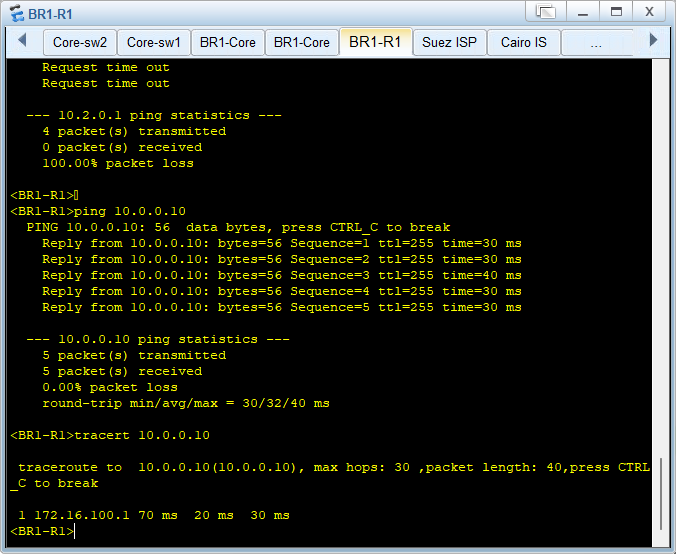 BR1-R1
Core-sw2 Core-sw1 BR1-Core BR1-Core BR1-R1 Suez ISP Cairo IS ...
Request time out
Request time out
--- 10.2.0.1 ping statistics ---
4 packet(s) transmitted
0 packet(s) received
100.00% packet loss
<BR1-R1>
<BR1-R1>ping 10.0.0.10
PING 10.0.0.10: 56  data bytes, press CTRL_C to break
Reply from 10.0.0.10: bytes=56 Sequence=1 ttl=255 time=30 ms
Reply from 10.0.0.10: bytes=56 Sequence=2 ttl=255 time=30 ms
Reply from 10.0.0.10: bytes=56 Sequence=3 ttl=255 time=40 ms
Reply from 10.0.0.10: bytes=56 Sequence=4 ttl=255 time=30 ms
Reply from 10.0.0.10: bytes=56 Sequence=5 ttl=255 time=30 ms
--- 10.0.0.10 ping statistics ---
5 packet(s) transmitted
5 packet(s) received
0.00% packet loss
round-trip min/avg/max = 30/32/40 ms
<BR1-R1>tracert 10.0.0.10
traceroute to  10.0.0.10(10.0.0.10), max hops: 30 ,packet length: 40,press CTRL
_C to break
1 172.16.100.1 70 ms  20 ms  30 ms
<BR1-R1>